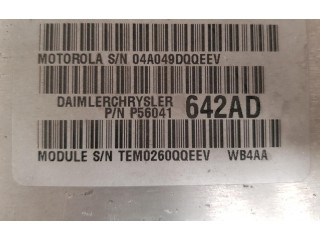 MOTOROLA S/N 04A049DQQEEV
DAIMLERCHRYSLER
P/N P56041 642AD
MODULE S/N TEM0260QQEEV WB4AA